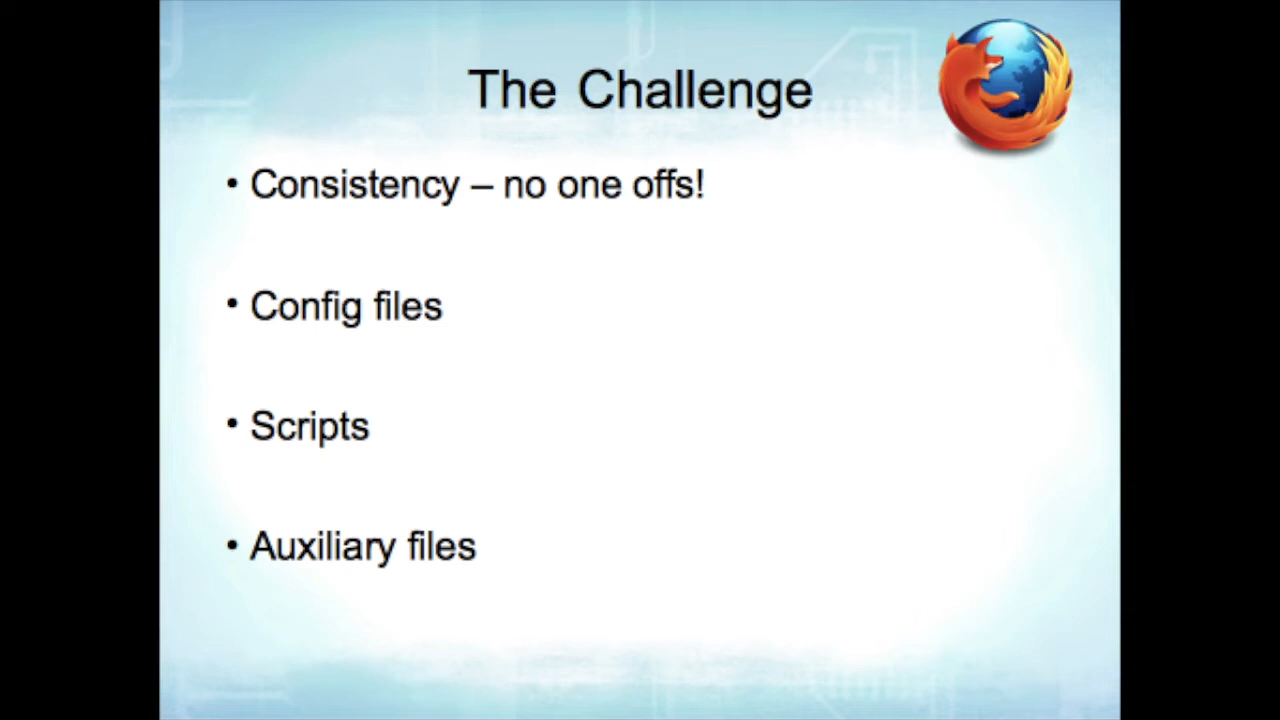 The Challenge
• Consistency – no one offs!
• Config files
• Scripts
• Auxiliary files